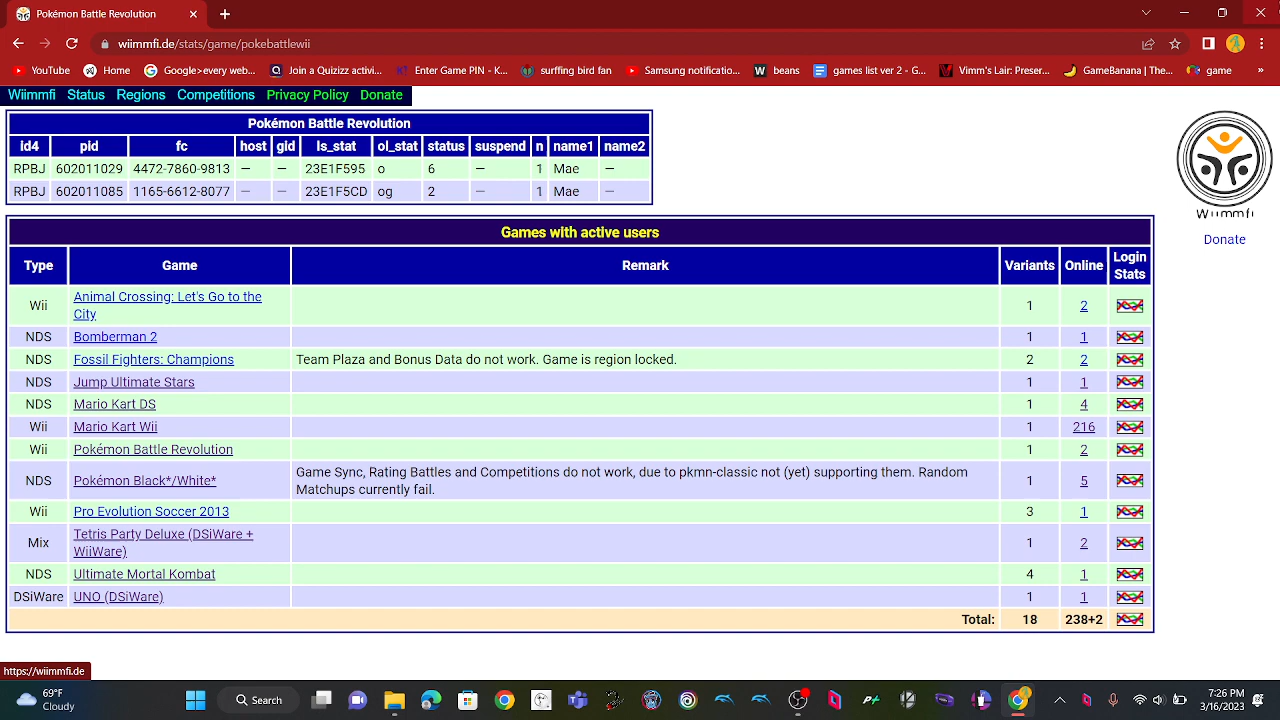 Pokémon Battle Revolution
wiimmfi.de/stats/game/pokebattlewii
YouTube Home Google>every web... Join a Quizizz activi... Enter Game PIN - K... surffing bird fan Samsung notificatio... beans games list ver 2 - G... Vimm's Lair: Preser... GameBanana | The... game »
Wiimmfi Status Regions Competitions Privacy Policy Donate
Pokémon Battle Revolution
id4 pid fc host gid ls_stat ol_stat status suspend n name1 name2
RPBJ 602011029 4472-7860-9813 — — 23E1F595 o 6 — 1 Mae —
RPBJ 602011085 1165-6612-8077 — — 23E1F5CD og 2 — 1 Mae —
Wiimmfi
Donate
Games with active users
Type Game Remark Variants Online Login Stats
Wii Animal Crossing: Let's Go to the City 1 2
NDS Bomberman 2 1 1
NDS Fossil Fighters: Champions Team Plaza and Bonus Data do not work. Game is region locked. 2 2
NDS Jump Ultimate Stars 1 1
NDS Mario Kart DS 1 4
Wii Mario Kart Wii 1 216
Wii Pokémon Battle Revolution 1 2
NDS Pokémon Black*/White* Game Sync, Rating Battles and Competitions do not work, due to pkmn-classic not (yet) supporting them. Random Matchups currently fail. 1 5
Wii Pro Evolution Soccer 2013 3 1
Mix Tetris Party Deluxe (DSiWare + WiiWare) 1 2
NDS Ultimate Mortal Kombat 4 1
DSiWare UNO (DSiWare) 1 1
Total: 18 238+2
https://wiimmfi.de
69°F
Cloudy
Search
7:26 PM
3/16/2023